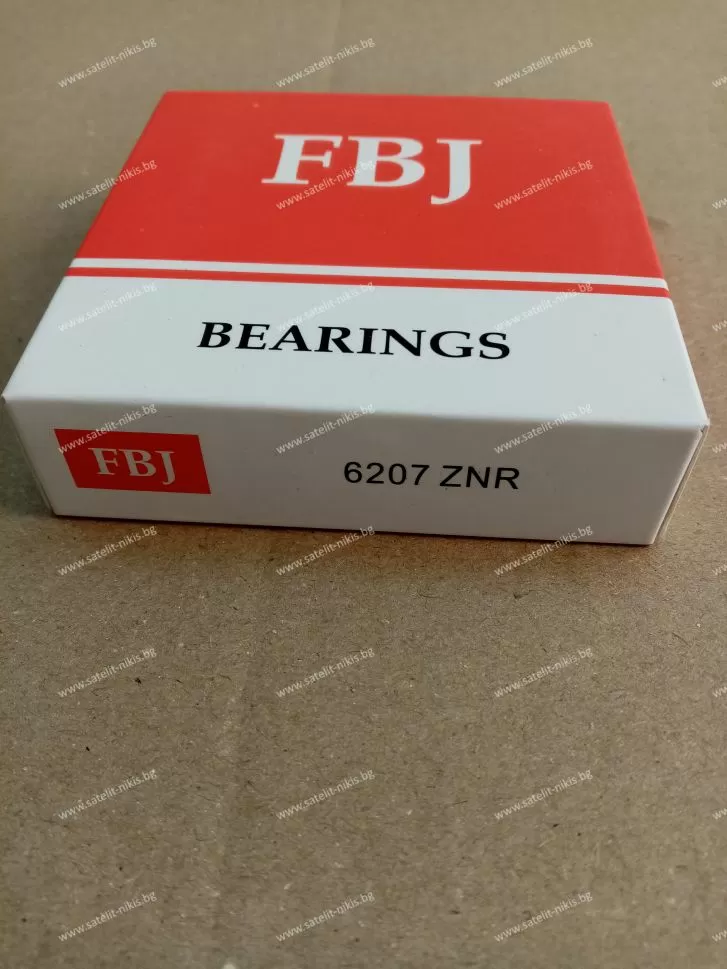 FBJ
BEARINGS
FBJ 6207 ZNR
www.satelit-nikis.bg